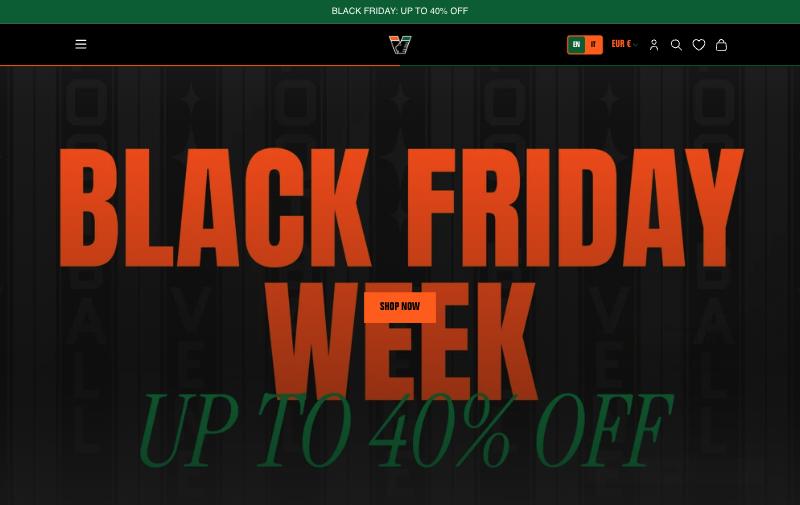 BLACK FRIDAY: UP TO 40% OFF
EN IT EUR €
BLACK FRIDAY
WEEK
SHOP NOW
UP TO 40% OFF